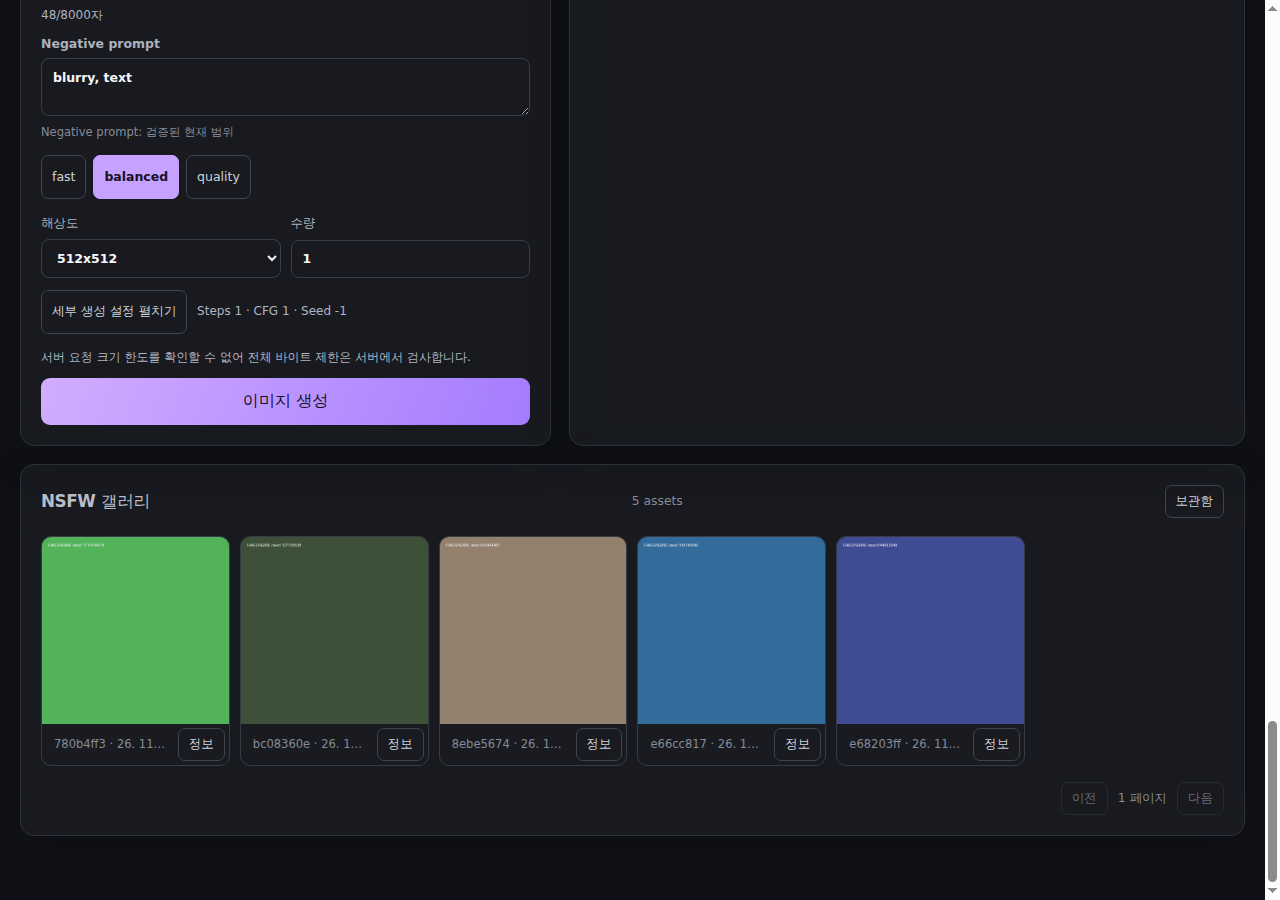 48/8000자
Negative prompt
blurry, text
Negative prompt: 검증된 현재 범위
fast balanced quality
해상도 수량
512x512 1
세부 생성 설정 펼치기 Steps 1 · CFG 1 · Seed -1
서버 요청 크기 한도를 확인할 수 없어 전체 바이트 제한은 서버에서 검사합니다.
이미지 생성
NSFW 갤러리 5 assets 보관함
780b4ff3 · 26. 11... 정보 bc08360e · 26. 1... 정보 8ebe5674 · 26. 1... 정보 e66cc817 · 26. 1... 정보 e68203ff · 26. 11... 정보
이전 1 페이지 다음